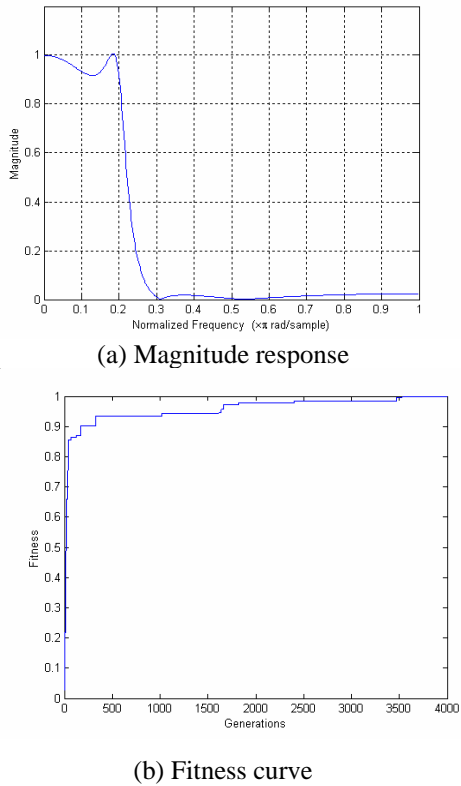 1
0.8
0.6
0.4
0.2
0
Magnitude
0 0.1 0.2 0.3 0.4 0.5 0.6 0.7 0.8 0.9 1
Normalized Frequency (×π rad/sample)
(a) Magnitude response
1
0.9
0.8
0.7
0.6
0.5
0.4
0.3
0.2
0.1
0
Fitness
0 500 1000 1500 2000 2500 3000 3500 4000
Generations
(b) Fitness curve